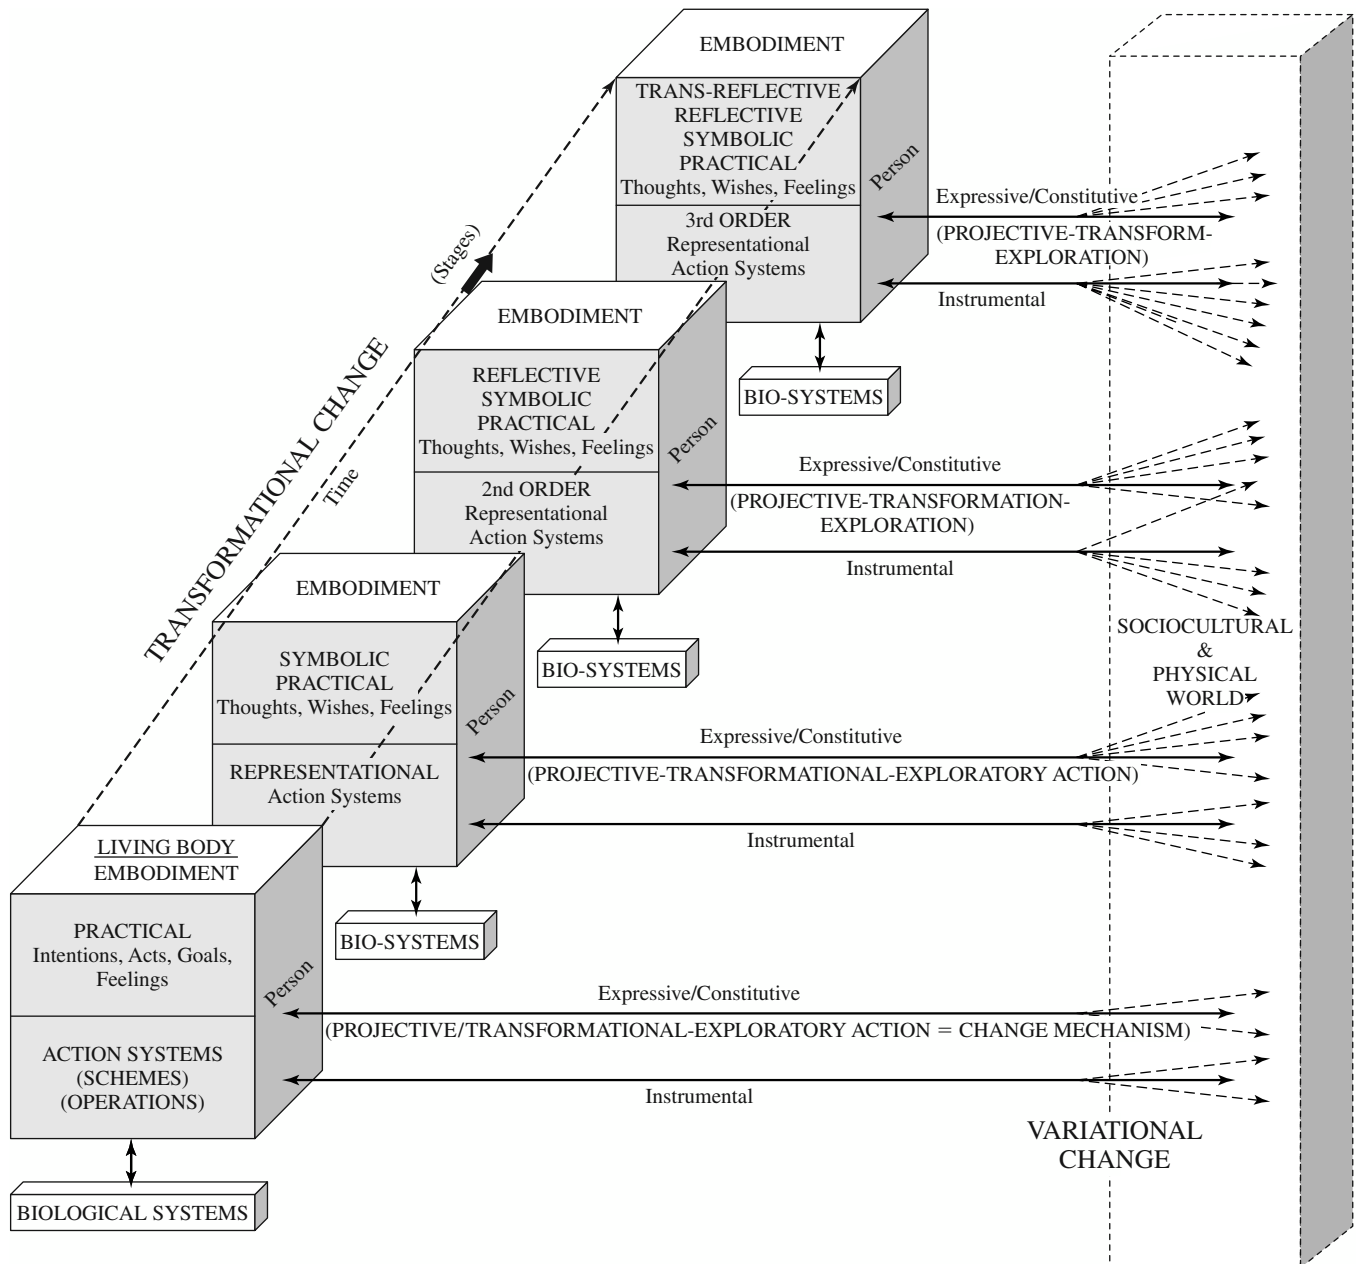 EMBODIMENT
TRANS-REFLECTIVE
REFLECTIVE
SYMBOLIC
PRACTICAL
Thoughts, Wishes, Feelings
3rd ORDER
Representational
Action Systems
Person
Expressive/Constitutive
(PROJECTIVE-TRANSFORM-
EXPLORATION)
Instrumental
BIO-SYSTEMS
(Stages)
TRANSFORMATIONAL CHANGE
Time
EMBODIMENT
REFLECTIVE
SYMBOLIC
PRACTICAL
Thoughts, Wishes, Feelings
2nd ORDER
Representational
Action Systems
Person
Expressive/Constitutive
(PROJECTIVE-TRANSFORMATION-
EXPLORATION)
Instrumental
BIO-SYSTEMS
SOCIOCULTURAL
&
PHYSICAL
WORLD
EMBODIMENT
SYMBOLIC
PRACTICAL
Thoughts, Wishes, Feelings
REPRESENTATIONAL
Action Systems
Person
Expressive/Constitutive
(PROJECTIVE-TRANSFORMATIONAL-EXPLORATORY ACTION)
Instrumental
BIO-SYSTEMS
LIVING BODY
EMBODIMENT
PRACTICAL
Intentions, Acts, Goals,
Feelings
ACTION SYSTEMS
(SCHEMES)
(OPERATIONS)
Person
Expressive/Constitutive
(PROJECTIVE/TRANSFORMATIONAL-EXPLORATORY ACTION = CHANGE MECHANISM)
Instrumental
VARIATIONAL
CHANGE
BIOLOGICAL SYSTEMS